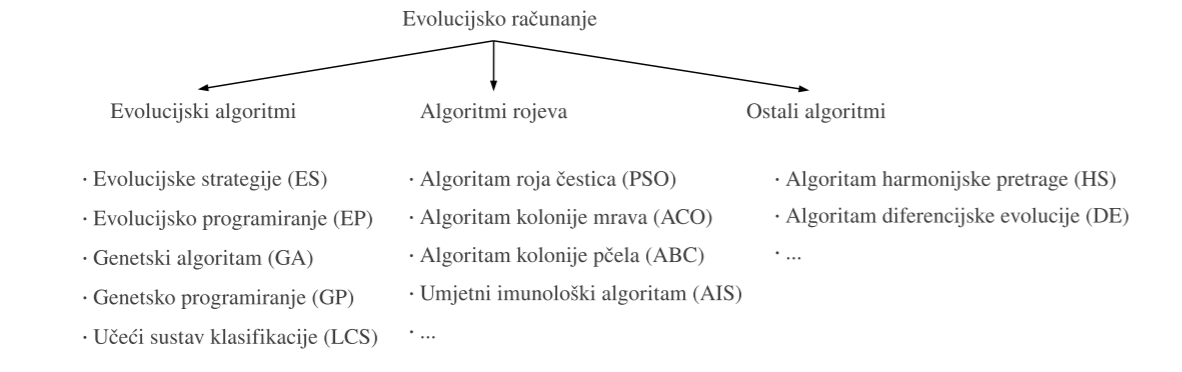 Evolucijsko računanje
Evolucijski algoritmi
· Evolucijske strategije (ES)
· Evolucijsko programiranje (EP)
· Genetski algoritam (GA)
· Genetsko programiranje (GP)
· Učeći sustav klasifikacije (LCS)
Algoritmi rojeva
· Algoritam roja čestica (PSO)
· Algoritam kolonije mrava (ACO)
· Algoritam kolonije pčela (ABC)
· Umjetni imunološki algoritam (AIS)
· ...
Ostali algoritmi
· Algoritam harmonijske pretrage (HS)
· Algoritam diferencijske evolucije (DE)
· ...